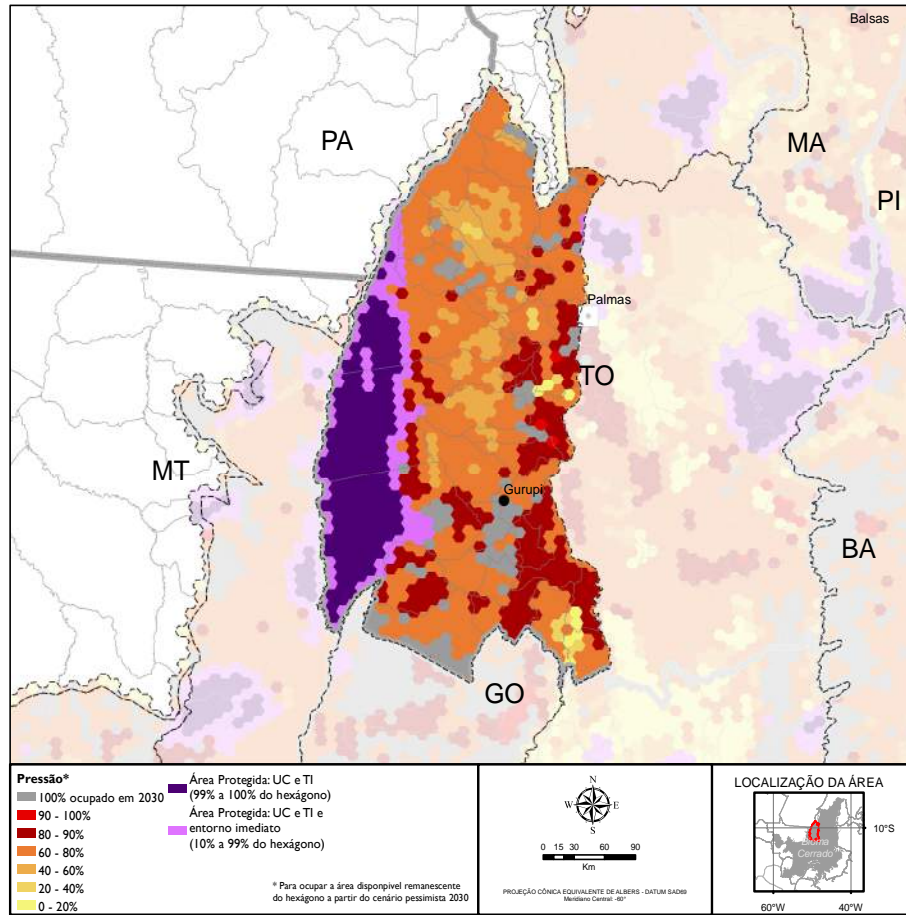 Balsas
PA
MA
PI
Palmas
TO
MT
Gurupi
BA
GO
Pressão*
100% ocupado em 2030
90 - 100%
80 - 90%
60 - 80%
40 - 60%
20 - 40%
0 - 20%
Área Protegida: UC e TI
(99% a 100% do hexágono)
Área Protegida: UC e TI e
entorno imediato
(10% a 99% do hexágono)
* Para ocupar a área disponpivel remanescente
do hexágono a partir do cenário pessimista 2030
N
W E
S
0 15 30 60 90
Km
PROJEÇÃO CÔNICA EQUIVALENTE DE ALBERS - DATUM SAD69
Meridiano Central: -60°
LOCALIZAÇÃO DA ÁREA
10°S
Bioma
Cerrado
60°W 40°W